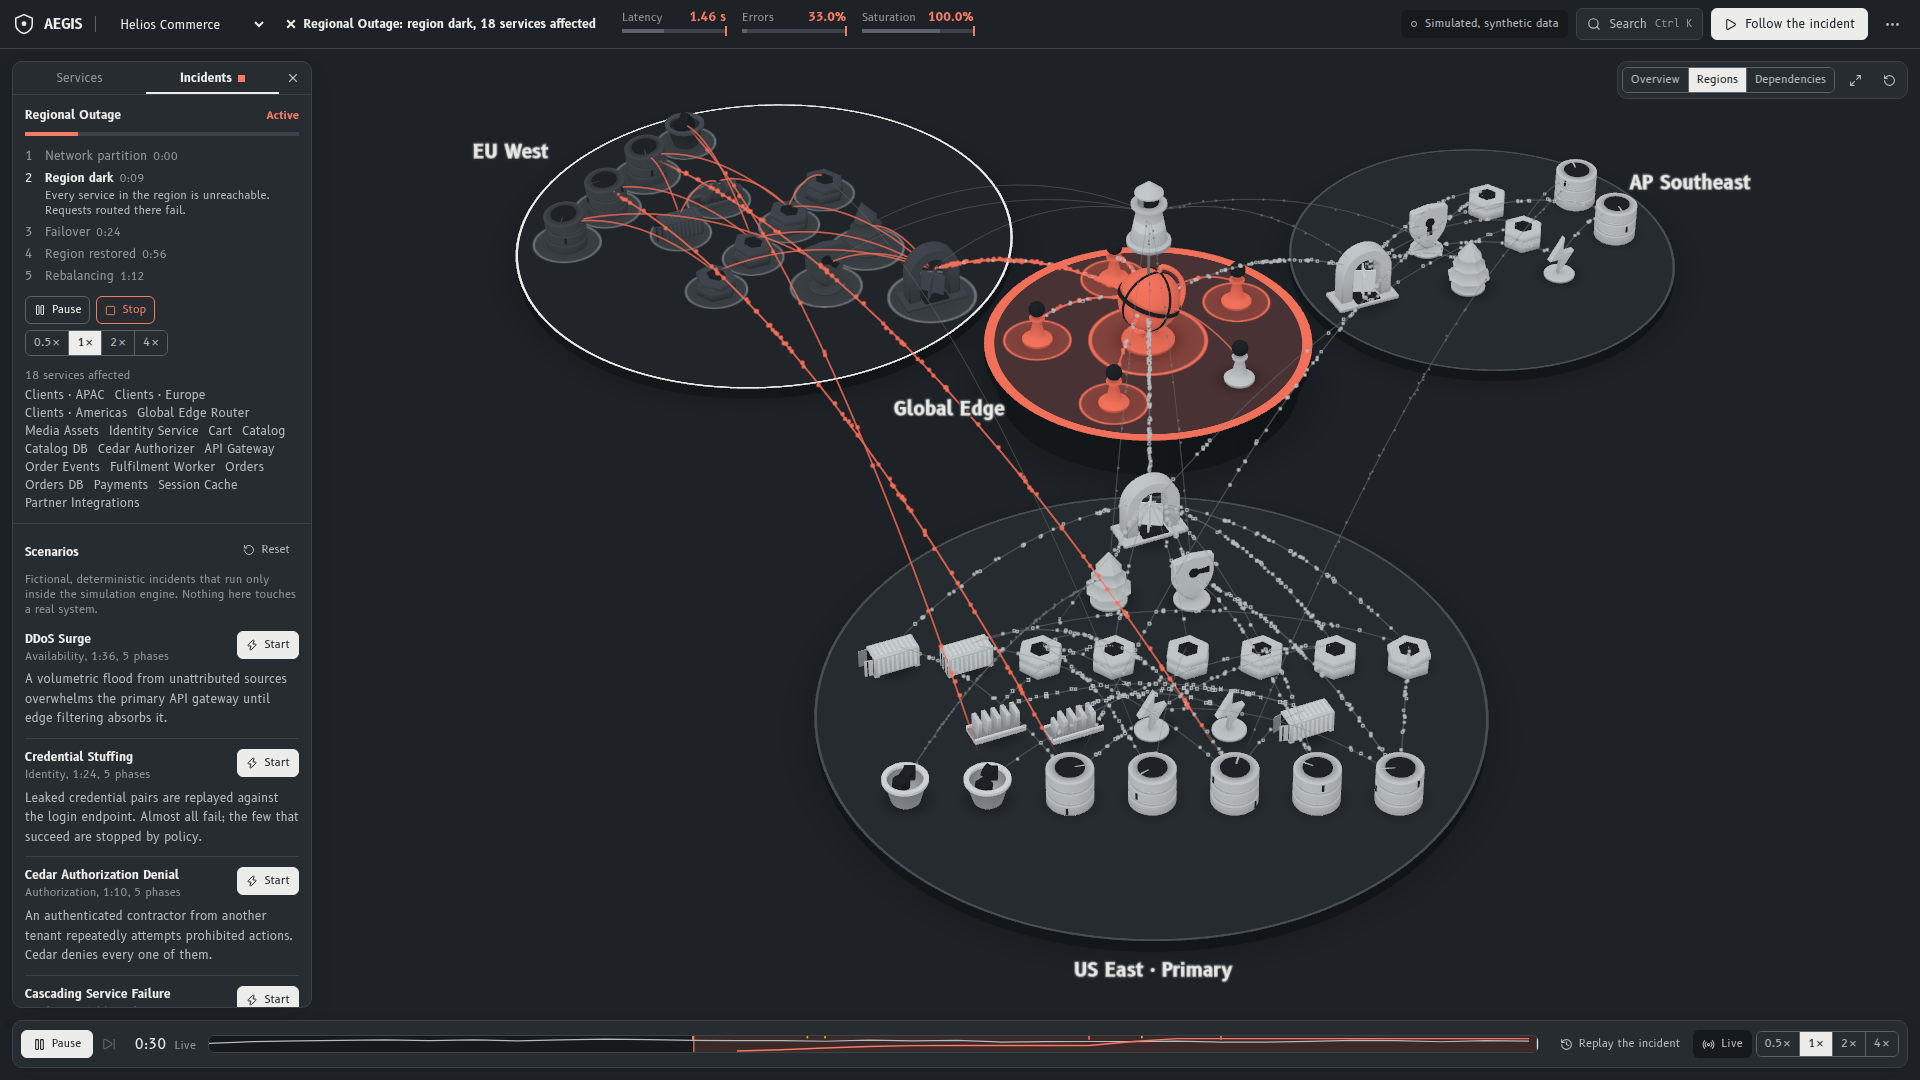 AEGIS
Helios Commerce
Regional Outage: region dark, 18 services affected
Latency 1.46 s
Errors 33.0%
Saturation 100.0%
Simulated, synthetic data
Search Ctrl K
Follow the incident
Services
Incidents
Overview
Regions
Dependencies
Regional Outage
Active
1 Network partition 0:00
2 Region dark 0:09
Every service in the region is unreachable.
Requests routed there fail.
3 Failover 0:24
4 Region restored 0:56
5 Rebalancing 1:12
Pause
Stop
0.5×
1×
2×
4×
18 services affected
Clients · APAC Clients · Europe
Clients · Americas Global Edge Router
Media Assets Identity Service Cart Catalog
Catalog DB Cedar Authorizer API Gateway
Order Events Fulfilment Worker Orders
Orders DB Payments Session Cache
Partner Integrations
Scenarios
Reset
Fictional, deterministic incidents that run only
inside the simulation engine. Nothing here touches
a real system.
DDoS Surge
Availability, 1:36, 5 phases
Start
A volumetric flood from unattributed sources
overwhelms the primary API gateway until
edge filtering absorbs it.
Credential Stuffing
Identity, 1:24, 5 phases
Start
Leaked credential pairs are replayed against
the login endpoint. Almost all fail; the few that
succeed are stopped by policy.
Cedar Authorization Denial
Authorization, 1:10, 5 phases
Start
An authenticated contractor from another
tenant repeatedly attempts prohibited actions.
Cedar denies every one of them.
Cascading Service Failure
Start
EU West
AP Southeast
Global Edge
US East · Primary
Pause
0:30 Live
Replay the incident
Live
0.5×
1×
2×
4×